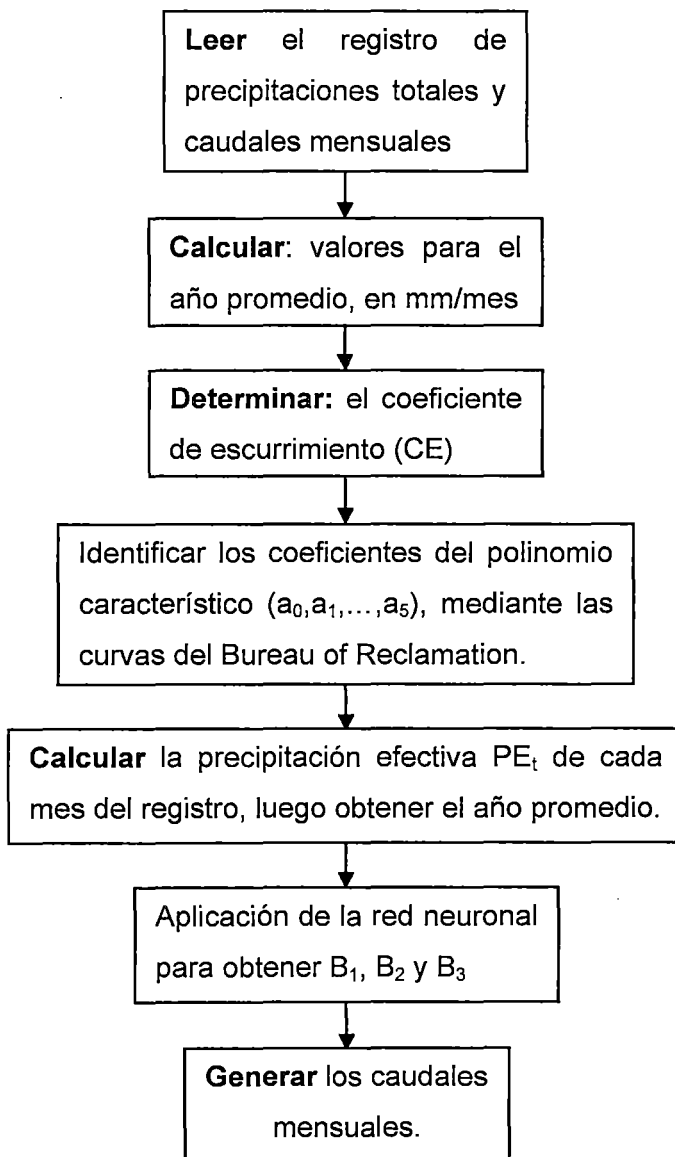 Leer el registro de
precipitaciones totales y
caudales mensuales
Calcular: valores para el
año promedio, en mm/mes
Determinar: el coeficiente
de escurrimiento (CE)
Identificar los coeficientes del polinomio
característico (a₀,a₁,...,a₅), mediante las
curvas del Bureau of Reclamation.
Calcular la precipitación efectiva PEₜ de cada
mes del registro, luego obtener el año promedio.
Aplicación de la red neuronal
para obtener B₁, B₂ y B₃
Generar los caudales
mensuales.